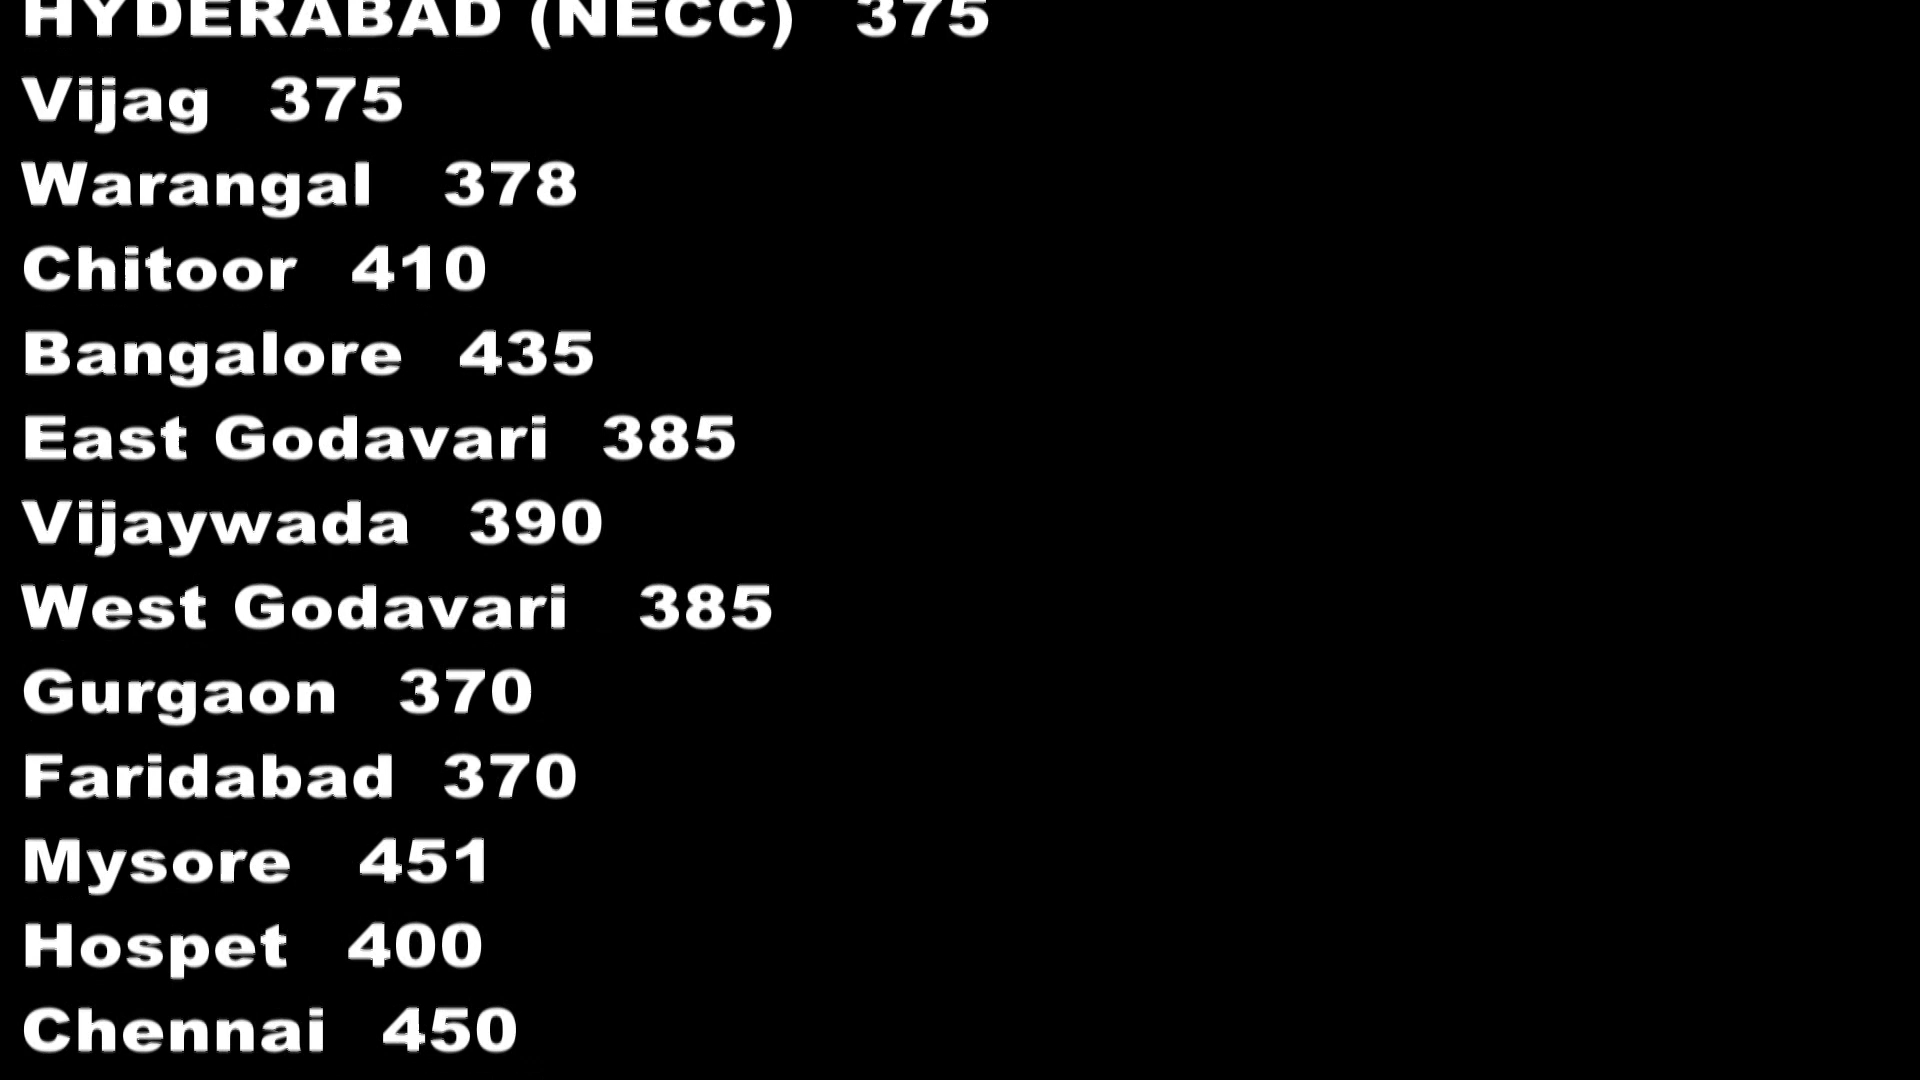 HYDERABAD (NECC) 375
Vijag 375
Warangal 378
Chitoor 410
Bangalore 435
East Godavari 385
Vijaywada 390
West Godavari 385
Gurgaon 370
Faridabad 370
Mysore 451
Hospet 400
Chennai 450